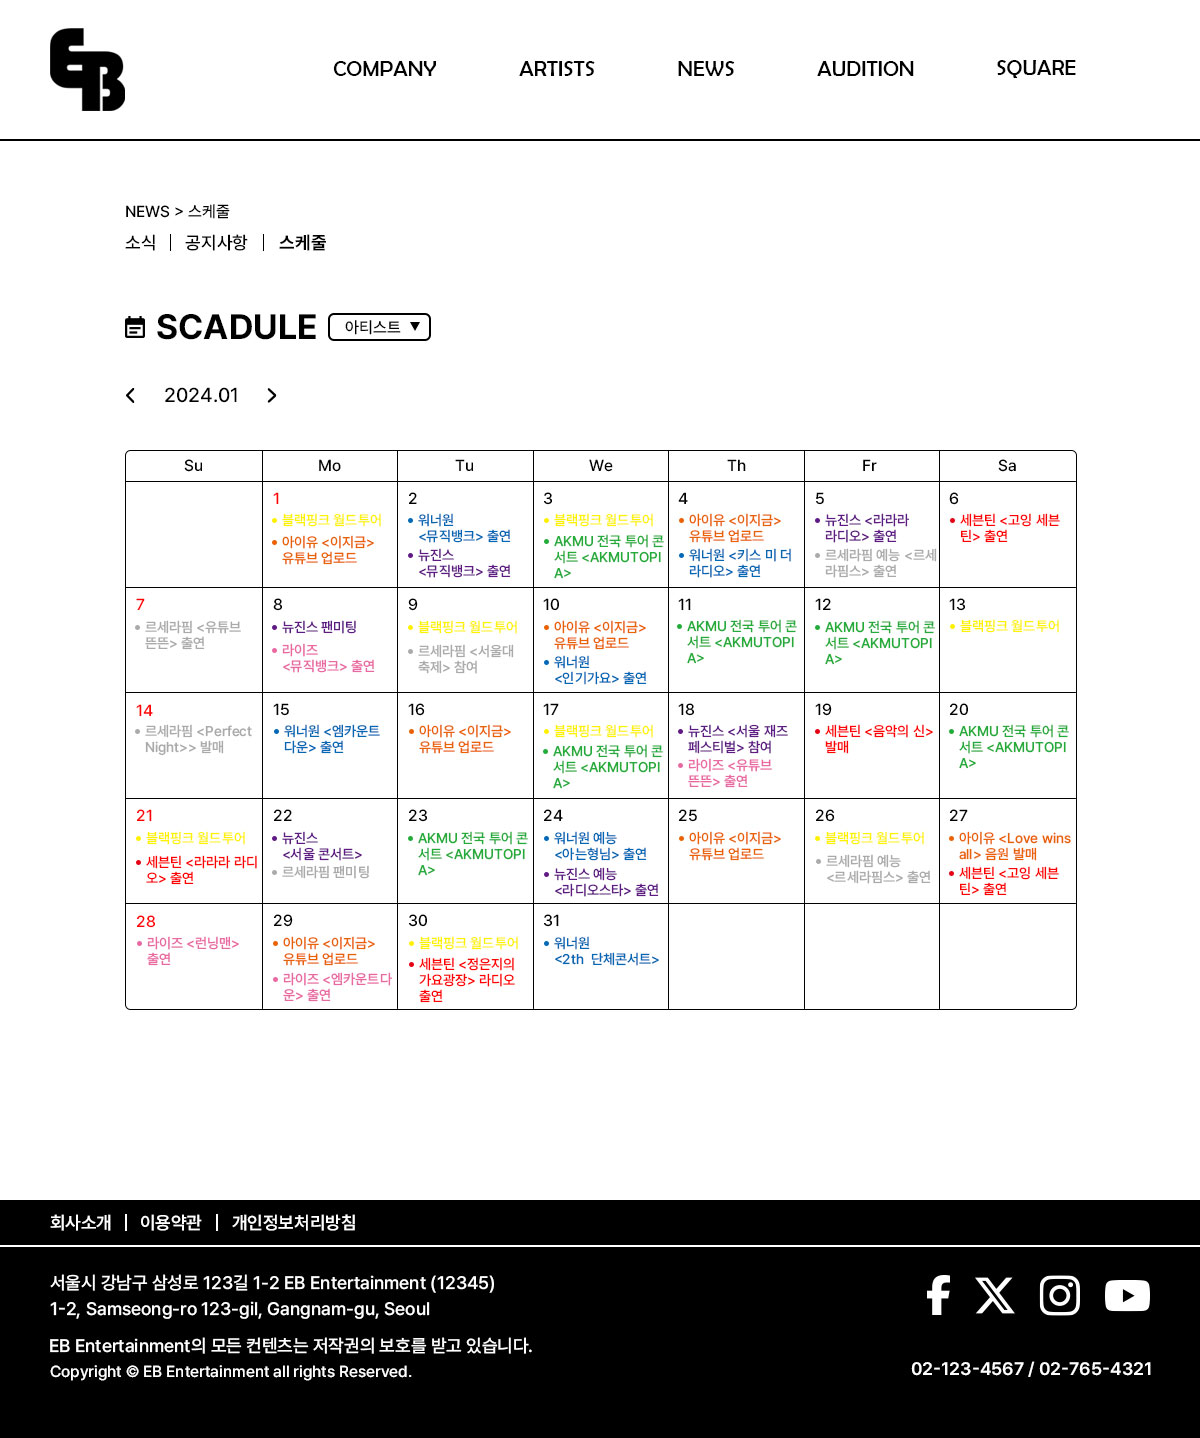 EB
COMPANY
ARTISTS
NEWS
AUDITION
SQUARE
NEWS > 스케줄
소식 | 공지사항 | 스케줄
SCADULE
아티스트 ▼
2024.01
Su
Mo
Tu
We
Th
Fr
Sa
1
블랙핑크 월드투어
아이유 <이지금>
유튜브 업로드
2
워너원
<뮤직뱅크> 출연
뉴진스
<뮤직뱅크> 출연
3
블랙핑크 월드투어
AKMU 전국 투어 콘
서트 <AKMUTOPI
A>
4
아이유 <이지금>
유튜브 업로드
워너원 <키스 미 더
라디오> 출연
5
뉴진스 <라라라
라디오> 출연
르세라핌 예능 <르세
라핌스> 출연
6
세븐틴 <고잉 세븐
틴> 출연
7
르세라핌 <유튜브
뜬뜬> 출연
8
뉴진스 팬미팅
라이즈
<뮤직뱅크> 출연
9
블랙핑크 월드투어
르세라핌 <서울대
축제> 참여
10
아이유 <이지금>
유튜브 업로드
워너원
<인기가요> 출연
11
AKMU 전국 투어 콘
서트 <AKMUTOPI
A>
12
AKMU 전국 투어 콘
서트 <AKMUTOPI
A>
13
블랙핑크 월드투어
14
르세라핌 <Perfect
Night>> 발매
15
워너원 <엠카운트
다운> 출연
16
아이유 <이지금>
유튜브 업로드
17
블랙핑크 월드투어
AKMU 전국 투어 콘
서트 <AKMUTOPI
A>
18
뉴진스 <서울 재즈
페스티벌> 참여
라이즈 <유튜브
뜬뜬> 출연
19
세븐틴 <음악의 신>
발매
20
AKMU 전국 투어 콘
서트 <AKMUTOPI
A>
21
블랙핑크 월드투어
세븐틴 <라라라 라디
오> 출연
22
뉴진스
<서울 콘서트>
르세라핌 팬미팅
23
AKMU 전국 투어 콘
서트 <AKMUTOPI
A>
24
워너원 예능
<아는형님> 출연
뉴진스 예능
<라디오스타> 출연
25
아이유 <이지금>
유튜브 업로드
26
블랙핑크 월드투어
르세라핌 예능
<르세라핌스> 출연
27
아이유 <Love wins
all> 음원 발매
세븐틴 <고잉 세븐
틴> 출연
28
라이즈 <런닝맨>
출연
29
아이유 <이지금>
유튜브 업로드
라이즈 <엠카운트다
운> 출연
30
블랙핑크 월드투어
세븐틴 <정은지의
가요광장> 라디오
출연
31
워너원
<2th 단체콘서트>
회사소개 | 이용약관 | 개인정보처리방침
서울시 강남구 삼성로 123길 1-2 EB Entertainment (12345)
1-2, Samseong-ro 123-gil, Gangnam-gu, Seoul
EB Entertainment의 모든 컨텐츠는 저작권의 보호를 받고 있습니다.
Copyright © EB Entertainment all rights Reserved.
02-123-4567 / 02-765-4321